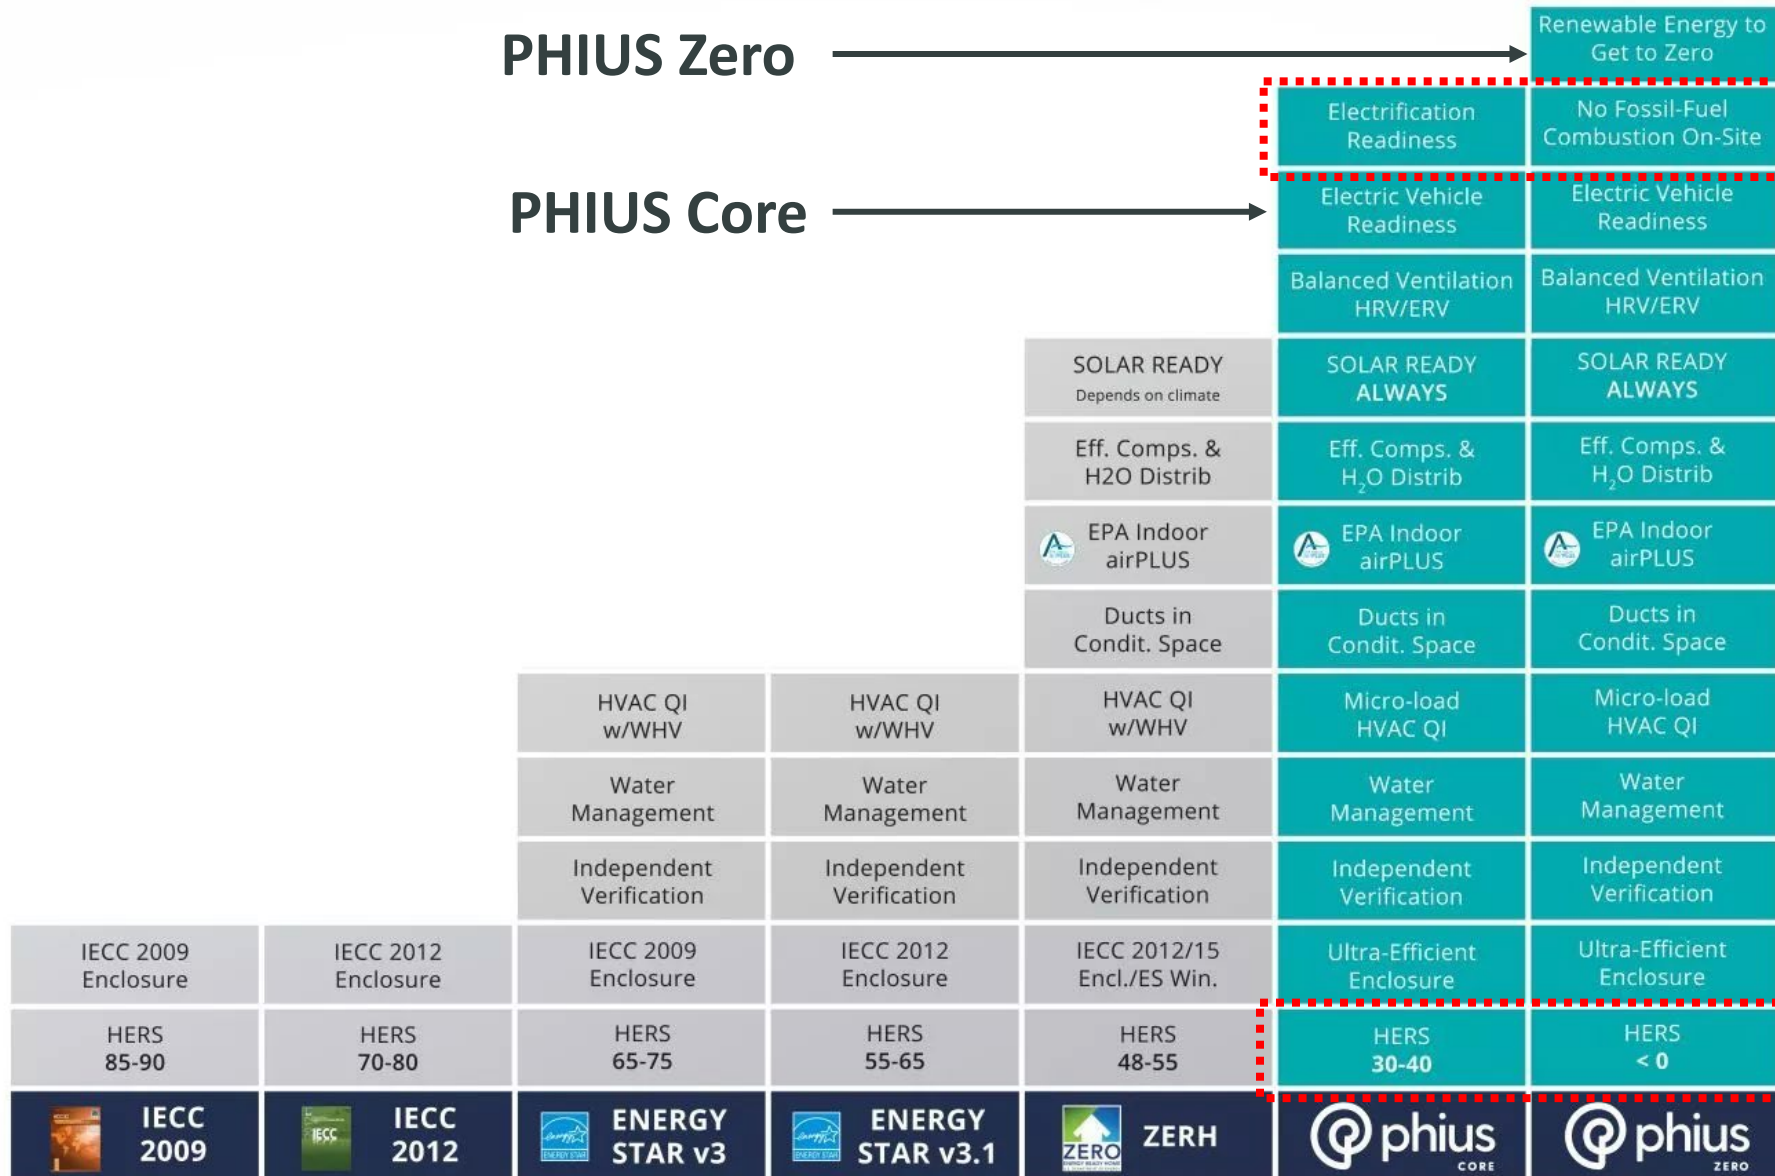 PHIUS Zero
Renewable Energy to
Get to Zero
Electrification
Readiness
No Fossil-Fuel
Combustion On-Site
PHIUS Core
Electric Vehicle
Readiness
Electric Vehicle
Readiness
Balanced Ventilation
HRV/ERV
Balanced Ventilation
HRV/ERV
SOLAR READY
Depends on climate
SOLAR READY
ALWAYS
SOLAR READY
ALWAYS
Eff. Comps. &
H2O Distrib
Eff. Comps. &
H₂O Distrib
Eff. Comps. &
H₂O Distrib
EPA Indoor
airPLUS
EPA Indoor
airPLUS
EPA Indoor
airPLUS
Ducts in
Condit. Space
Ducts in
Condit. Space
Ducts in
Condit. Space
HVAC QI
w/WHV
HVAC QI
w/WHV
HVAC QI
w/WHV
Micro-load
HVAC QI
Micro-load
HVAC QI
Water
Management
Water
Management
Water
Management
Water
Management
Water
Management
Independent
Verification
Independent
Verification
Independent
Verification
Independent
Verification
Independent
Verification
IECC 2009
Enclosure
IECC 2012
Enclosure
IECC 2009
Enclosure
IECC 2012
Enclosure
IECC 2012/15
Encl./ES Win.
Ultra-Efficient
Enclosure
Ultra-Efficient
Enclosure
HERS
85-90
HERS
70-80
HERS
65-75
HERS
55-65
HERS
48-55
HERS
30-40
HERS
< 0
IECC
2009
IECC
IECC
2012
ENERGY STAR
ENERGY
STAR v3
ENERGY STAR
ENERGY
STAR v3.1
ZERO
ZERH
phius
CORE
phius
ZERO